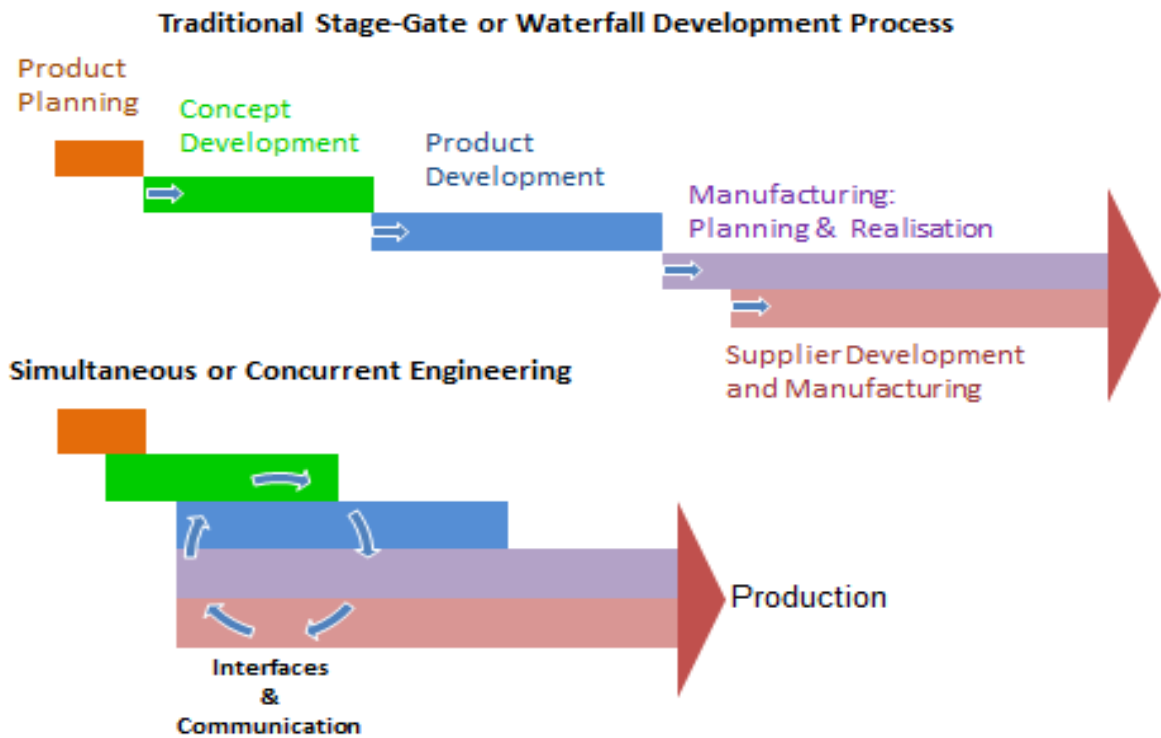 Traditional Stage-Gate or Waterfall Development Process
Product
Planning
Concept
Development
Product
Development
Manufacturing:
Planning & Realisation
Supplier Development
and Manufacturing
Simultaneous or Concurrent Engineering
Production
Interfaces
&
Communication